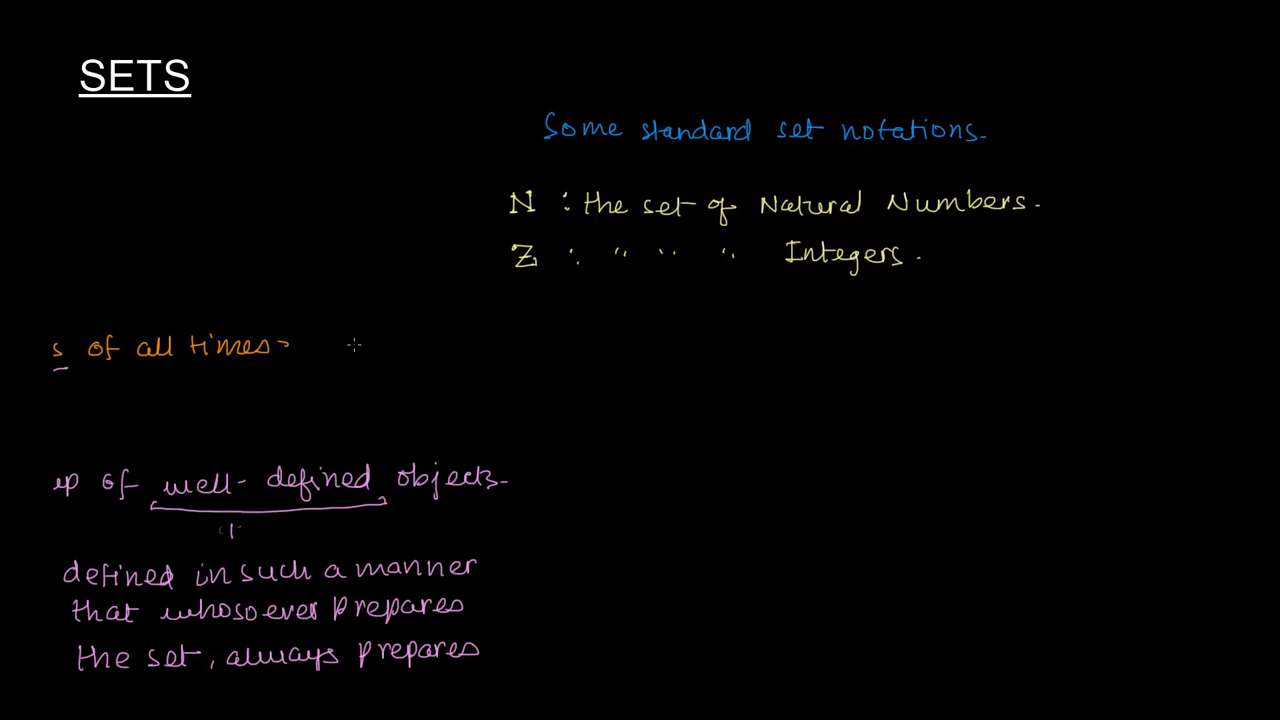 SETS
Some standard set notations.
N : the set of Natural Numbers.
Z : " " " Integers.
s of all times-
up of well-defined objects.
defined in such a manner
that whosoever prepares
the set, always prepares